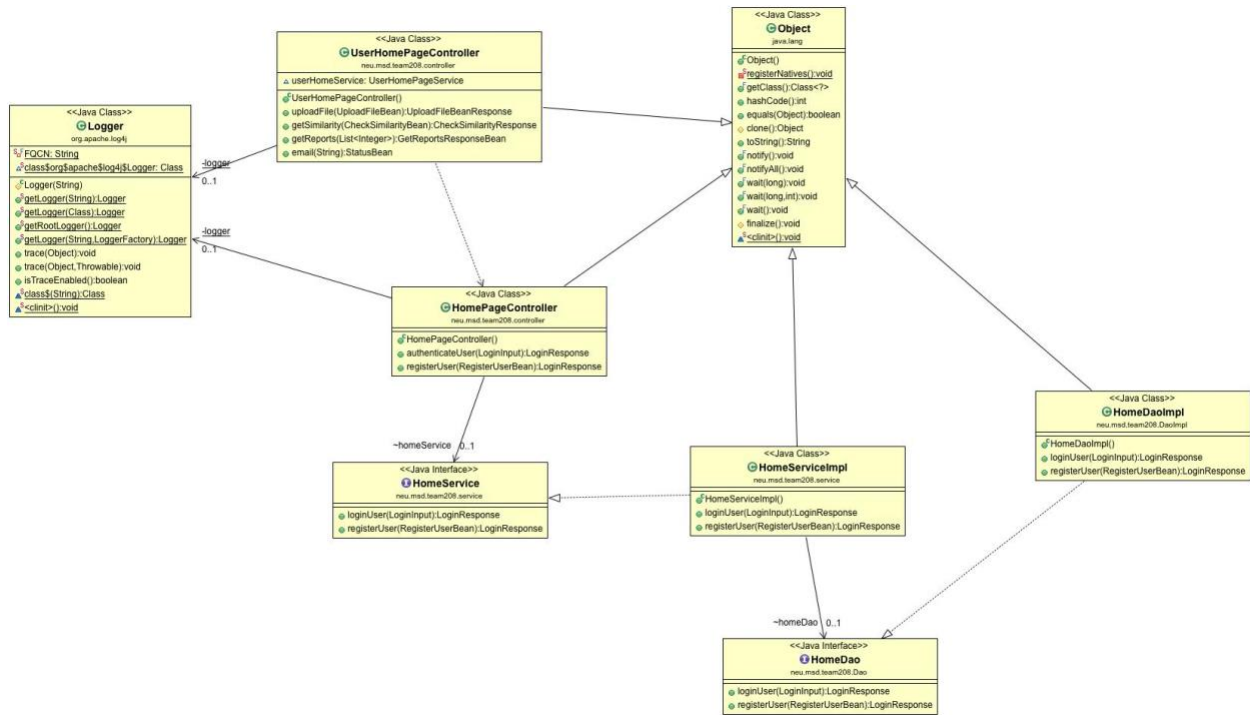 <<Java Class>>
UserHomePageController
neu.msd.team208.controller
userHomeService: UserHomePageService
UserHomePageController()
uploadFile(UploadFileBean):UploadFileBeanResponse
getSimilarity(CheckSimilarityBean):CheckSimilarityResponse
getReports(List<Integer>):GetReportsResponseBean
email(String):StatusBean
<<Java Class>>
Object
java.lang
Object()
registerNatives():void
getClass():Class<?>
hashCode():int
equals(Object):boolean
clone():Object
toString():String
notify():void
notifyAll():void
wait(long):void
wait(long,int):void
wait():void
finalize():void
<clinit>():void
<<Java Class>>
Logger
org.apache.log4j
FQCN: String
class$org$apache$log4j$Logger: Class
Logger(String)
getLogger(String):Logger
getLogger(Class):Logger
getRootLogger():Logger
getLogger(String,LoggerFactory):Logger
trace(Object):void
trace(Object,Throwable):void
isTraceEnabled():boolean
class$(String):Class
<clinit>():void
-logger
0..1
-logger
0..1
<<Java Class>>
HomePageController
neu.msd.team208.controller
HomePageController()
authenticateUser(LoginInput):LoginResponse
registerUser(RegisterUserBean):LoginResponse
~homeService 0..1
<<Java Interface>>
HomeService
neu.msd.team208.service
loginUser(LoginInput):LoginResponse
registerUser(RegisterUserBean):LoginResponse
<<Java Class>>
HomeServiceImpl
neu.msd.team208.service
HomeServiceImpl()
loginUser(LoginInput):LoginResponse
registerUser(RegisterUserBean):LoginResponse
<<Java Class>>
HomeDaoImpl
neu.msd.team208.DaoImpl
HomeDaoImpl()
loginUser(LoginInput):LoginResponse
registerUser(RegisterUserBean):LoginResponse
~homeDao 0..1
<<Java Interface>>
HomeDao
neu.msd.team208.Dao
loginUser(LoginInput):LoginResponse
registerUser(RegisterUserBean):LoginResponse